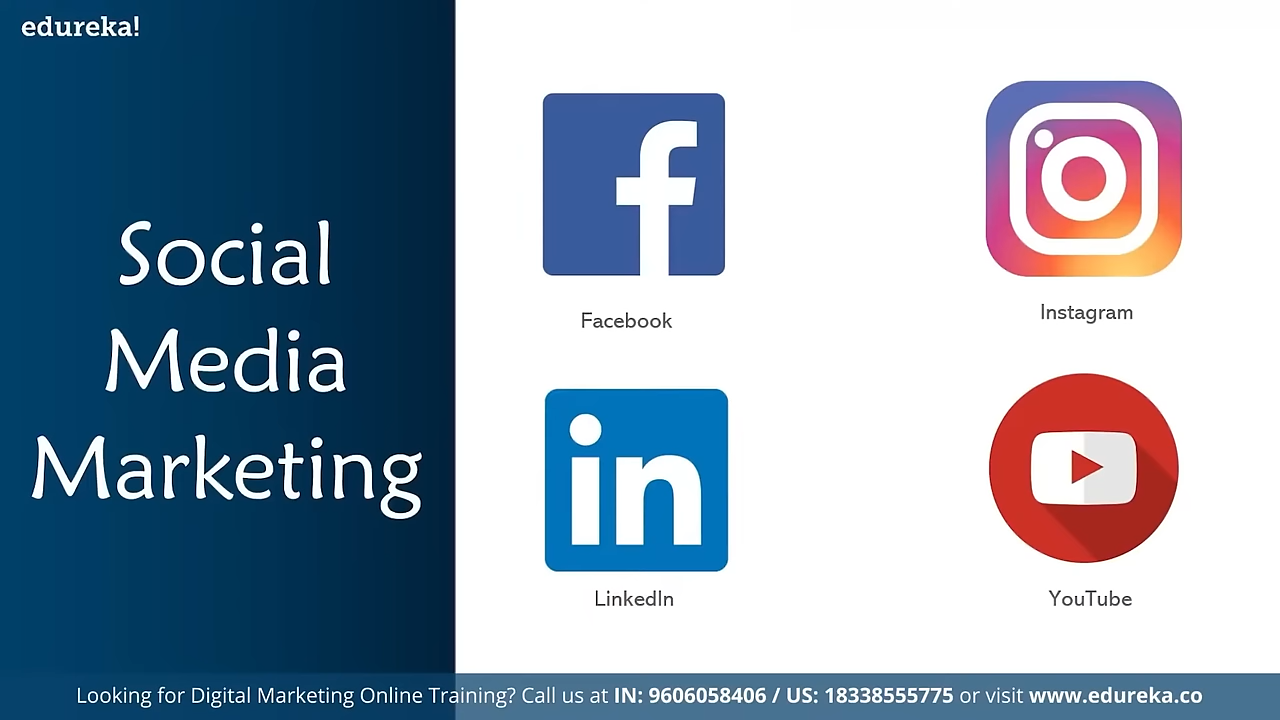 edureka!
Social
Media
Marketing
Facebook
Instagram
in
LinkedIn
YouTube
Looking for Digital Marketing Online Training? Call us at IN: 9606058406 / US: 18338555775 or visit www.edureka.co